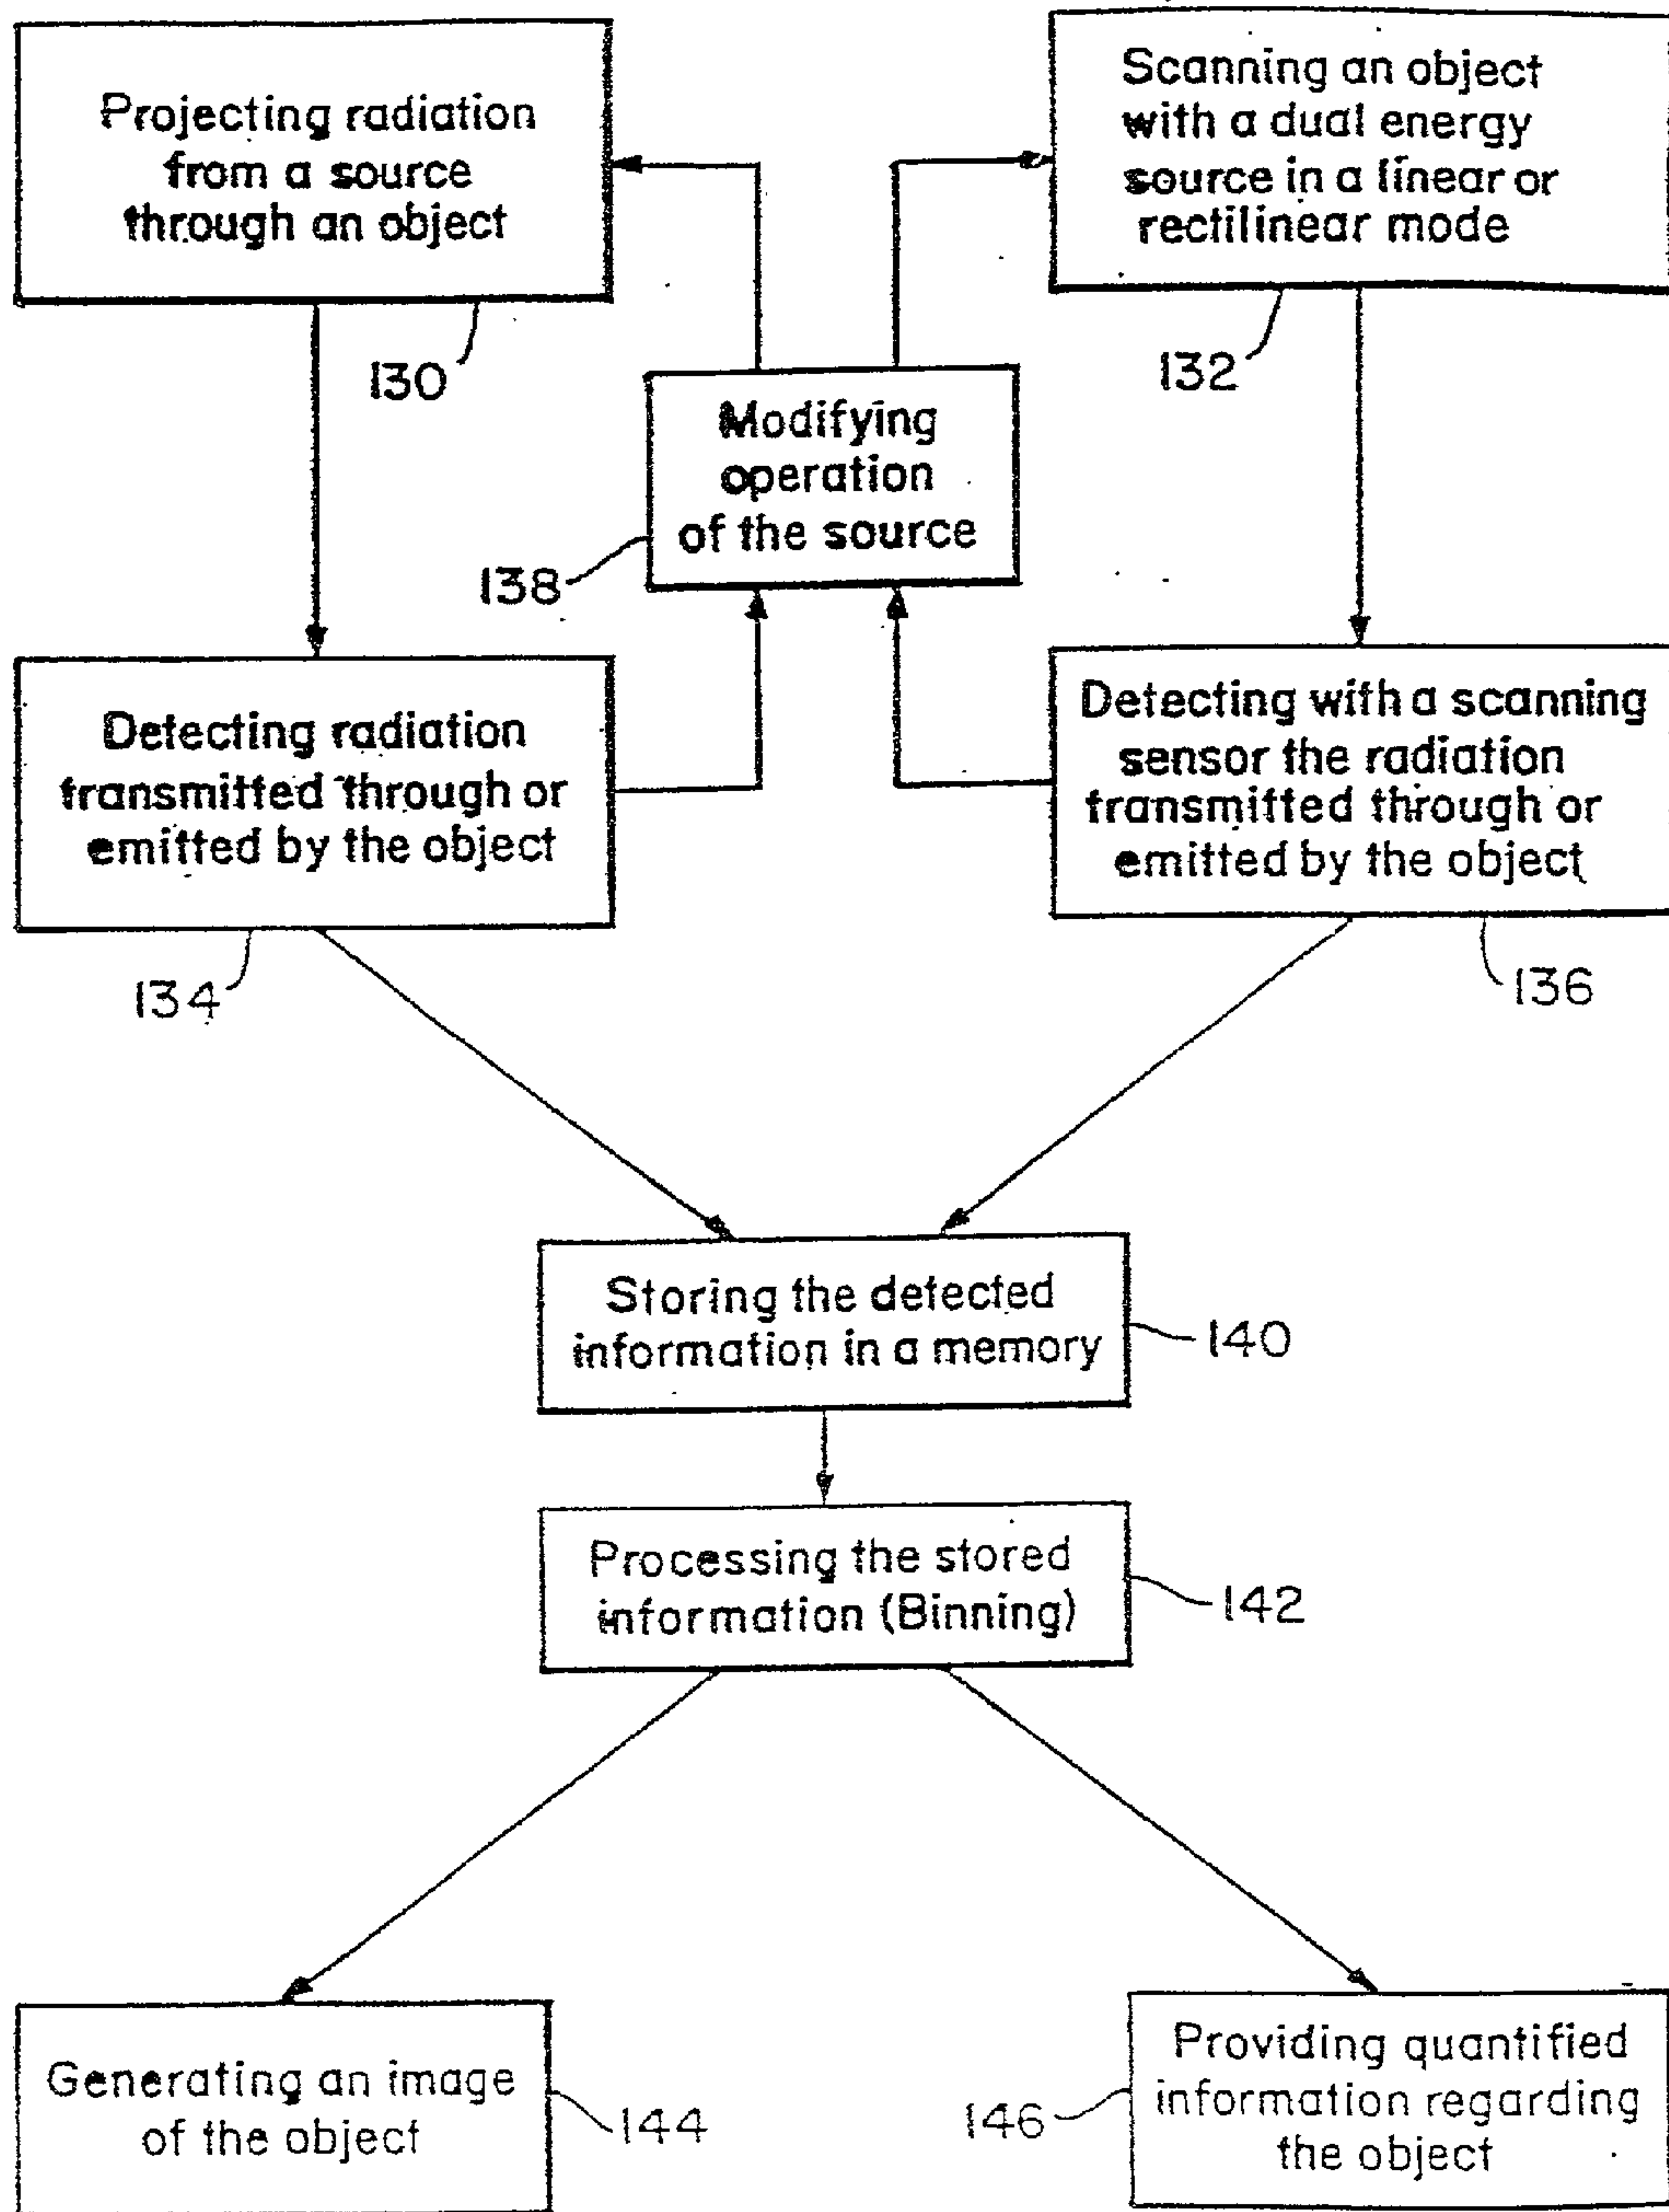 Projecting radiation
from a source
through an object
130
Scanning an object
with a dual energy
source in a linear or
rectilinear mode
132
Modifying
operation
of the source
138
Detecting radiation
transmitted through or
emitted by the object
134
Detecting with a scanning
sensor the radiation
transmitted through or
emitted by the object
136
Storing the detected
information in a memory
140
Processing the stored
information (Binning)
142
Generating an image
of the object
144
Providing quantified
information regarding
the object
146